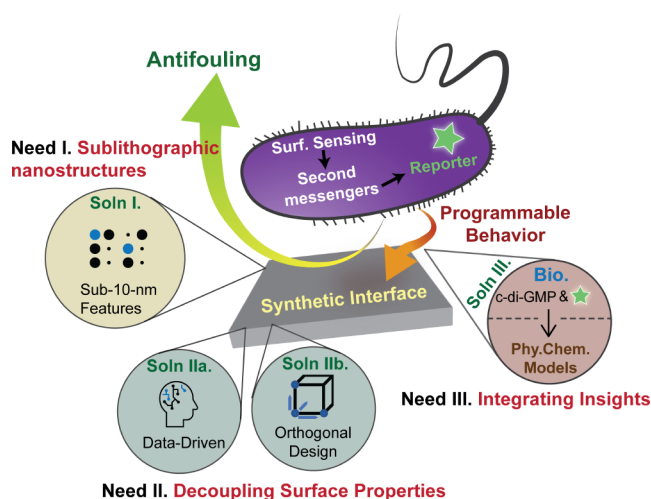 Antifouling
Surf. Sensing
Second
messengers
Reporter
Need I. Sublithographic
nanostructures
Soln I.
Sub-10-nm
Features
Programmable
Behavior
Synthetic Interface
Soln III.
Bio.
c-di-GMP &
Phy.Chem.
Models
Need III. Integrating Insights
Soln IIa.
Data-Driven
Soln IIb.
Orthogonal
Design
Need II. Decoupling Surface Properties